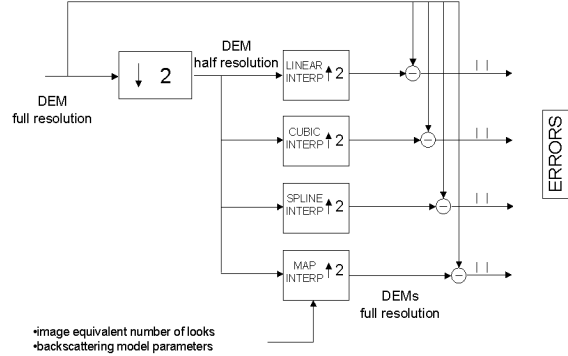 DEM
half resolution
↓ 2
DEM
full resolution
LINEAR
INTERP ↑ 2
| |
CUBIC
INTERP ↑ 2
| |
SPLINE
INTERP ↑ 2
| |
MAP
INTERP ↑ 2
| |
DEMs
full resolution
ERRORS
•image equivalent number of looks
•backscattering model parameters